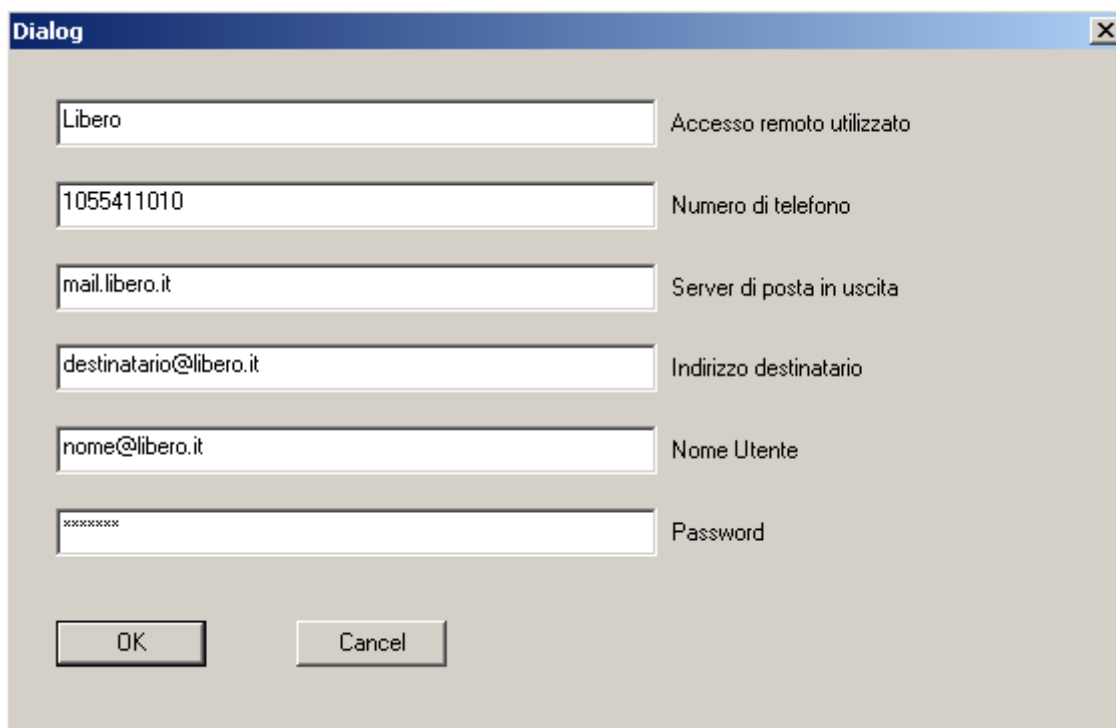 Dialog
Libero Accesso remoto utilizzato
1055411010 Numero di telefono
mail.libero.it Server di posta in uscita
destinatario@libero.it Indirizzo destinatario
nome@libero.it Nome Utente
******* Password
OK Cancel